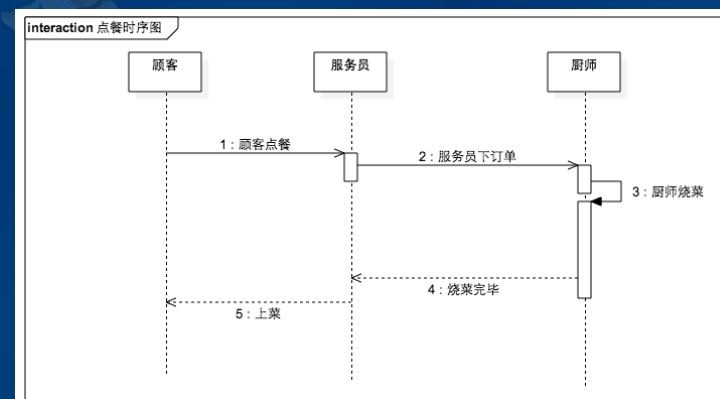 interaction 点餐时序图
顾客
服务员
厨师
1：顾客点餐
2：服务员下订单
3：厨师烧菜
4：烧菜完毕
5：上菜